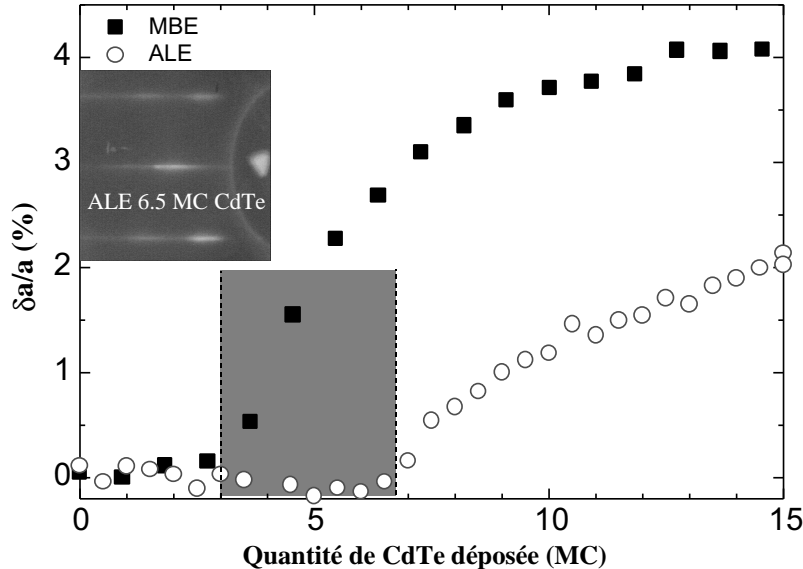 MBE
ALE
ALE 6.5 MC CdTe
δa/a (%)
4
3
2
1
0
0 5 10 15
Quantité de CdTe déposée (MC)